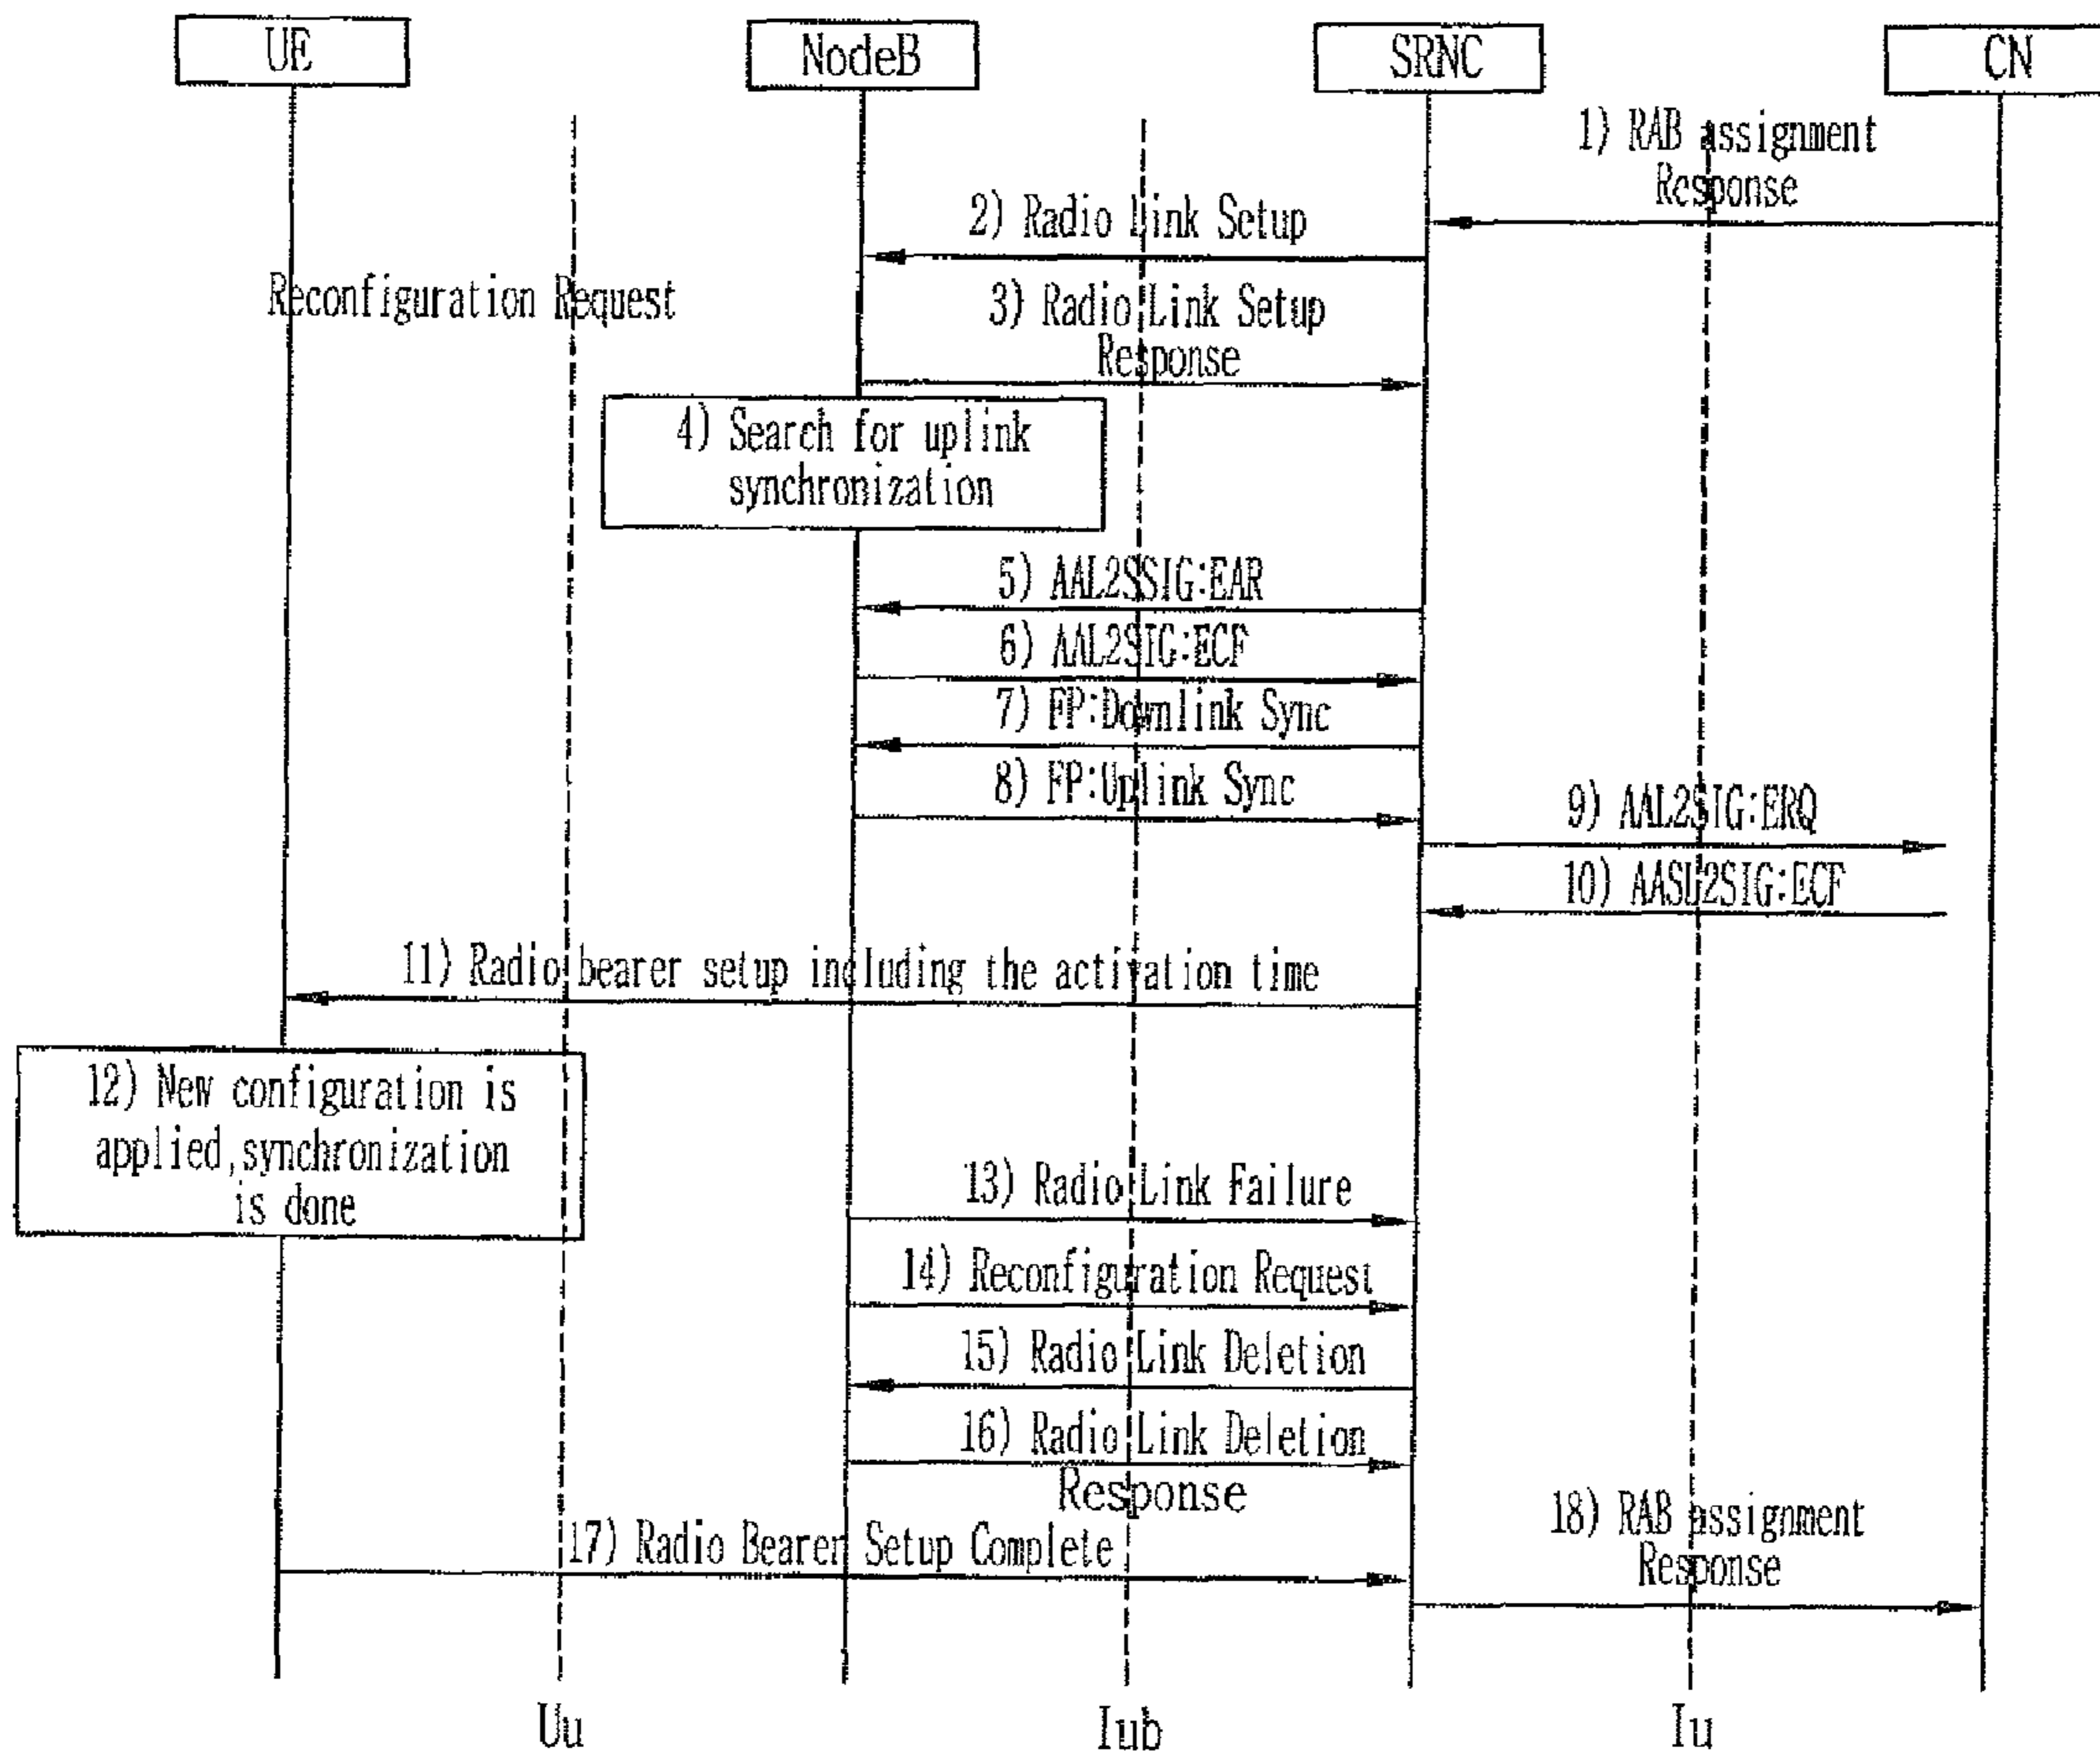 UE
NodeB
SRNC
CN
1) RAB assignment
Response
2) Radio Link Setup
Reconfiguration Request
3) Radio Link Setup
Response
4) Search for uplink
synchronization
5) AAL2SSIG:EAR
6) AAL2SIG:ECF
7) FP:Downlink Sync
8) FP:Uplink Sync
9) AAL2SIG:ERQ
10) AASL2SIG:ECF
11) Radio bearer setup including the activation time
12) New configuration is
applied,synchronization
is done
13) Radio Link Failure
14) Reconfiguration Request
15) Radio Link Deletion
16) Radio Link Deletion
Response
17) Radio Bearer Setup Complete
18) RAB assignment
Response
Uu
Iub
Iu